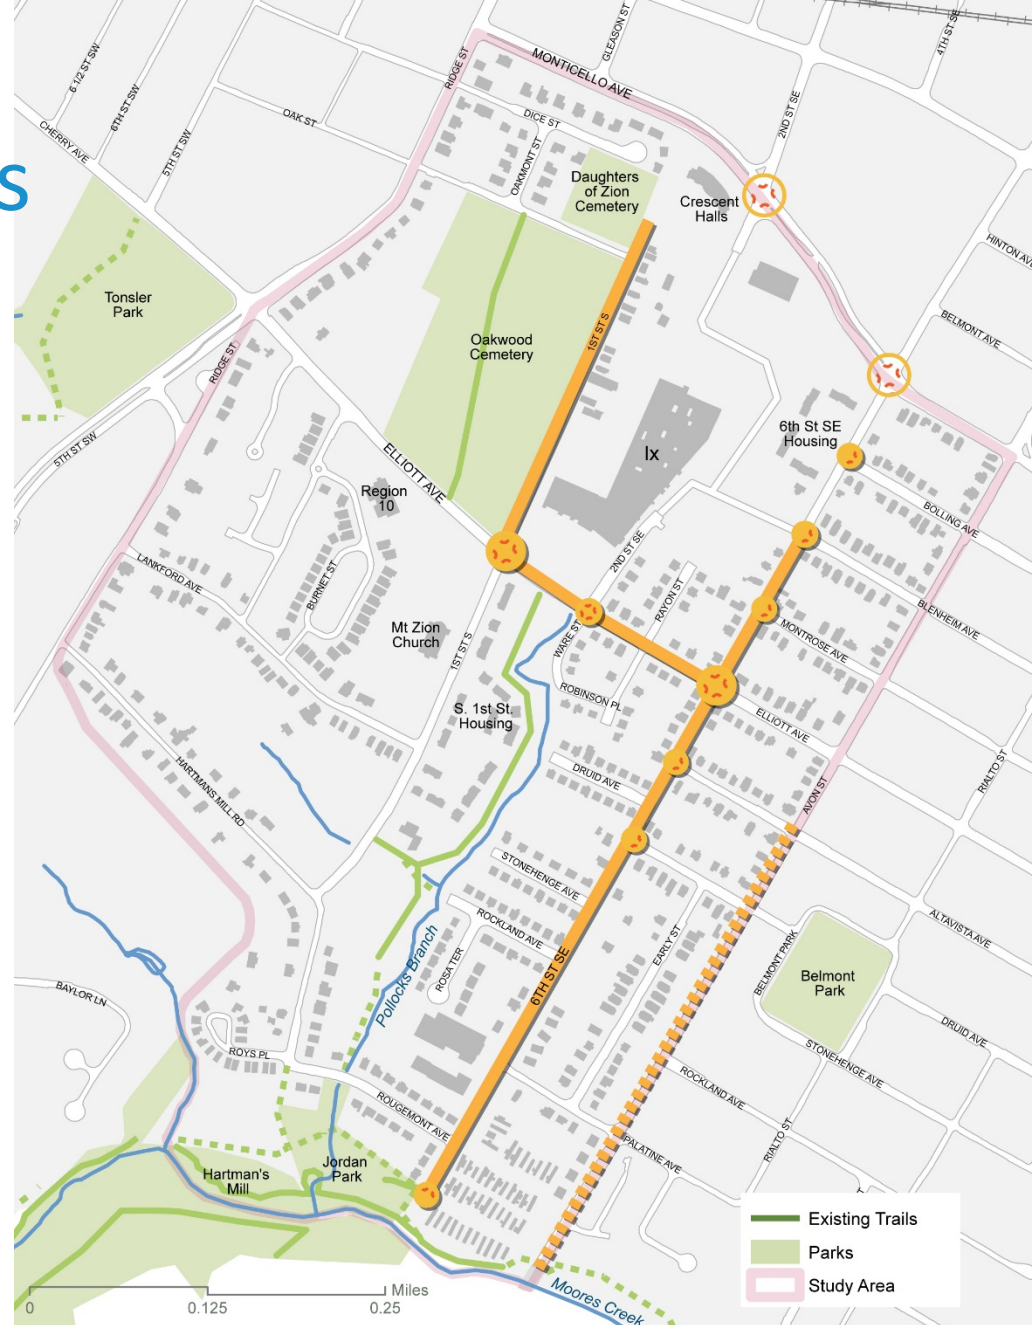 s
6 1/2 ST SW
6TH ST SW
5TH ST SW
CHERRY AVE
OAK ST
RIDGE ST
MONTICELLO AVE
GLEASON ST
4TH ST SE
2ND ST SE
DICE ST
OAKMONT ST
Daughters
of Zion
Cemetery
Crescent
Halls
HINTON AVE
BELMONT AVE
Tonsler
Park
Oakwood
Cemetery
1ST ST S
RIDGE ST
5TH ST SW
ELLIOTT AVE
Region
10
Ix
6th St SE
Housing
BOLLING AVE
BLENHEIM AVE
MONTROSE AVE
2ND ST SE
RAYON ST
WARE ST
ROBINSON PL
LANKFORD AVE
BURNET ST
Mt Zion
Church
1ST ST S
S. 1st St.
Housing
ELLIOTT AVE
DRUID AVE
AVON ST
RIALTO ST
HARTMANS MILL RD
STONEHENGE AVE
ROCKLAND AVE
ROSA TER
EARLY ST
6TH ST SE
BELMONT PARK
Belmont
Park
ALTAVISTA AVE
DRUID AVE
STONEHENGE AVE
Pollocks Branch
BAYLOR LN
ROYS PL
ROUGEMONT AVE
ROCKLAND AVE
PALATINE AVE
RIALTO ST
Hartman's
Mill
Jordan
Park
Moores Creek
Existing Trails
Parks
Study Area
Miles
0
0.125
0.25